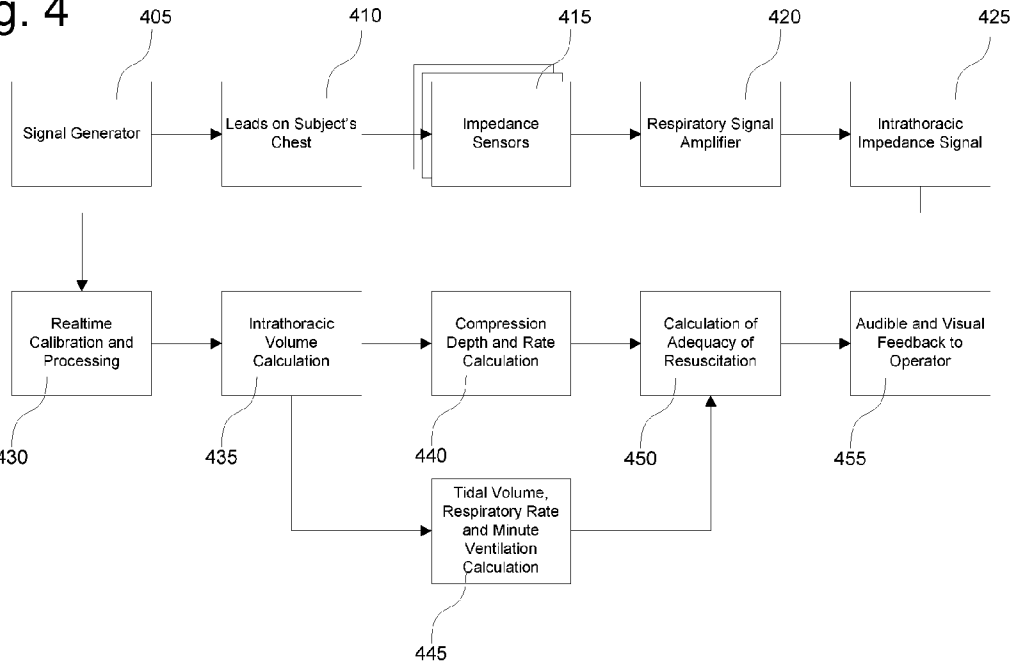 g. 4
405
410
415
420
425
Signal Generator
Leads on Subject's
Chest
Impedance
Sensors
Respiratory Signal
Amplifier
Intrathoracic
Impedance Signal
Realtime
Calibration and
Processing
Intrathoracic
Volume
Calculation
Compression
Depth and Rate
Calculation
Calculation of
Adequacy of
Resuscitation
Audible and Visual
Feedback to
Operator
430
435
440
450
455
Tidal Volume,
Respiratory Rate
and Minute
Ventilation
Calculation
445